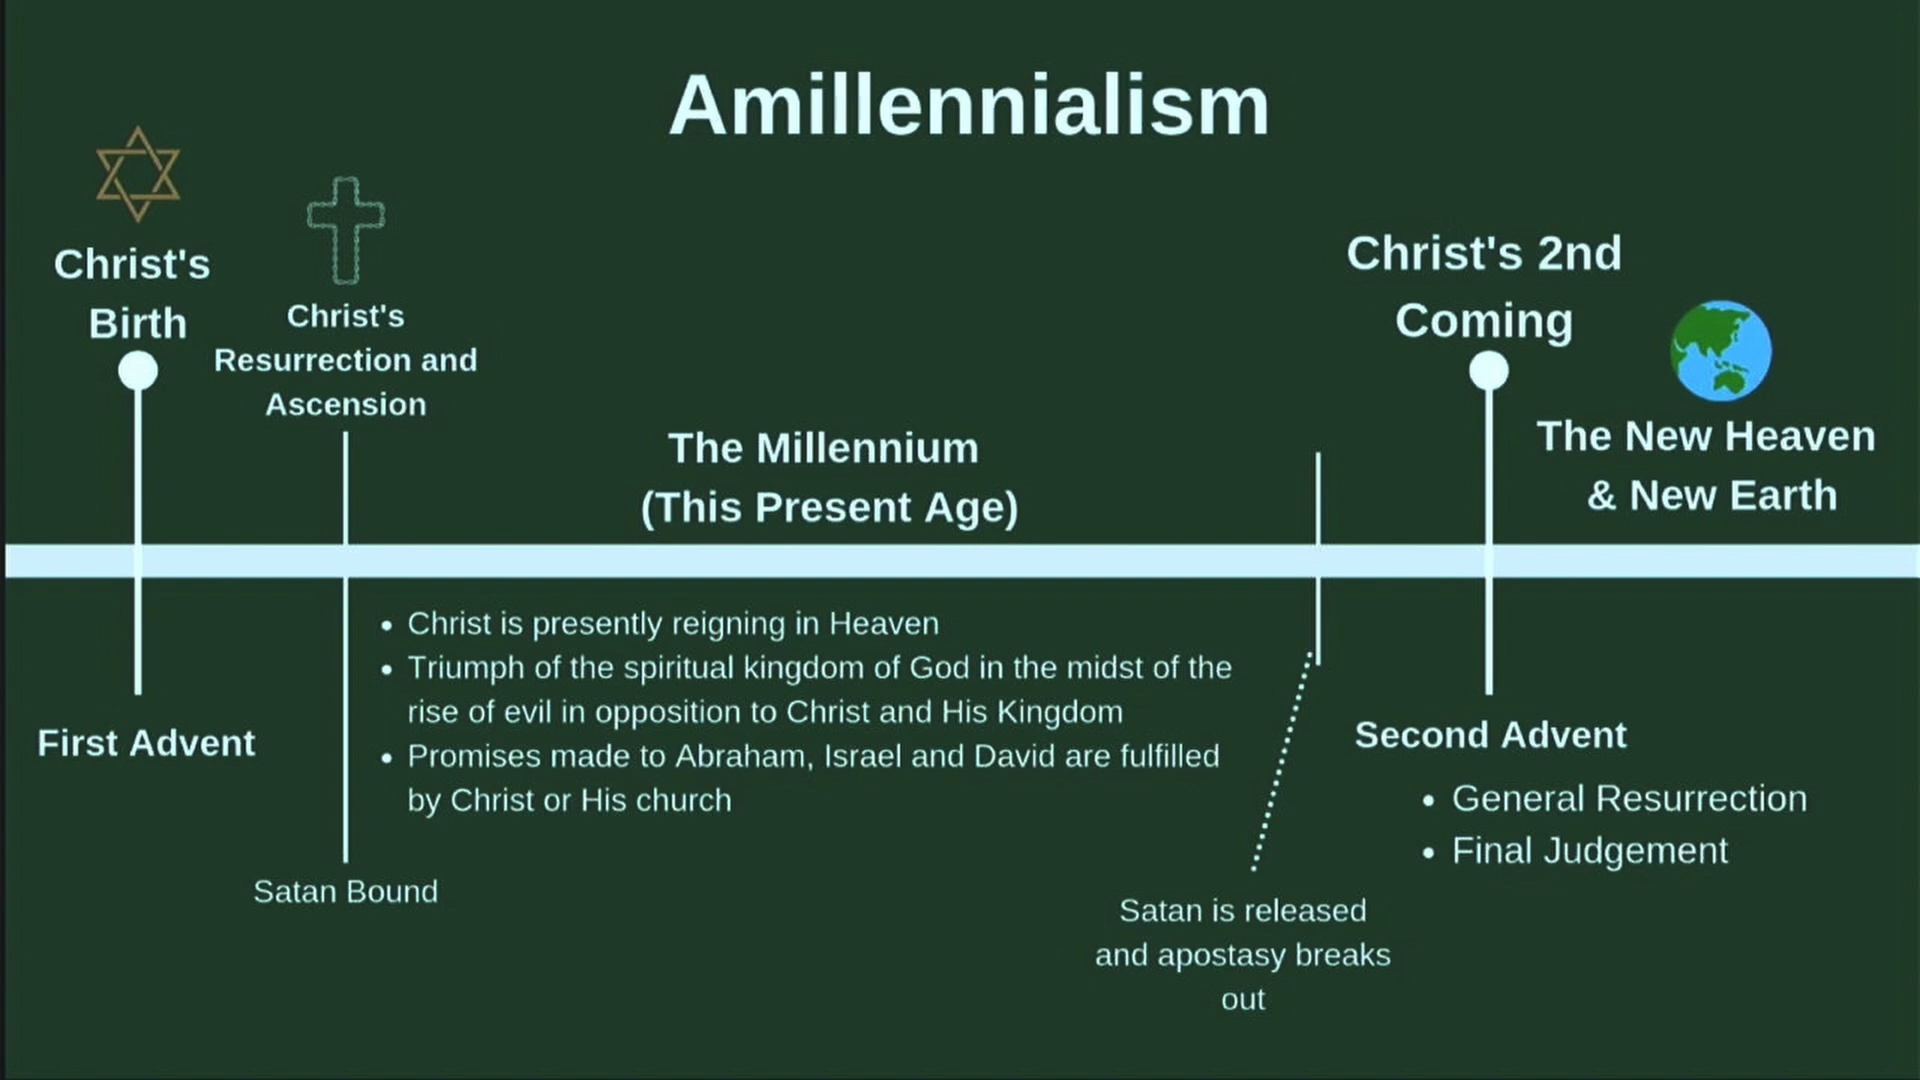 Amillennialism
Christ's
Birth
Christ's
Resurrection and
Ascension
The Millennium
(This Present Age)
Christ's 2nd
Coming
The New Heaven
& New Earth
First Advent
• Christ is presently reigning in Heaven
• Triumph of the spiritual kingdom of God in the midst of the
rise of evil in opposition to Christ and His Kingdom
• Promises made to Abraham, Israel and David are fulfilled
by Christ or His church
Satan Bound
Satan is released
and apostasy breaks
out
Second Advent
• General Resurrection
• Final Judgement